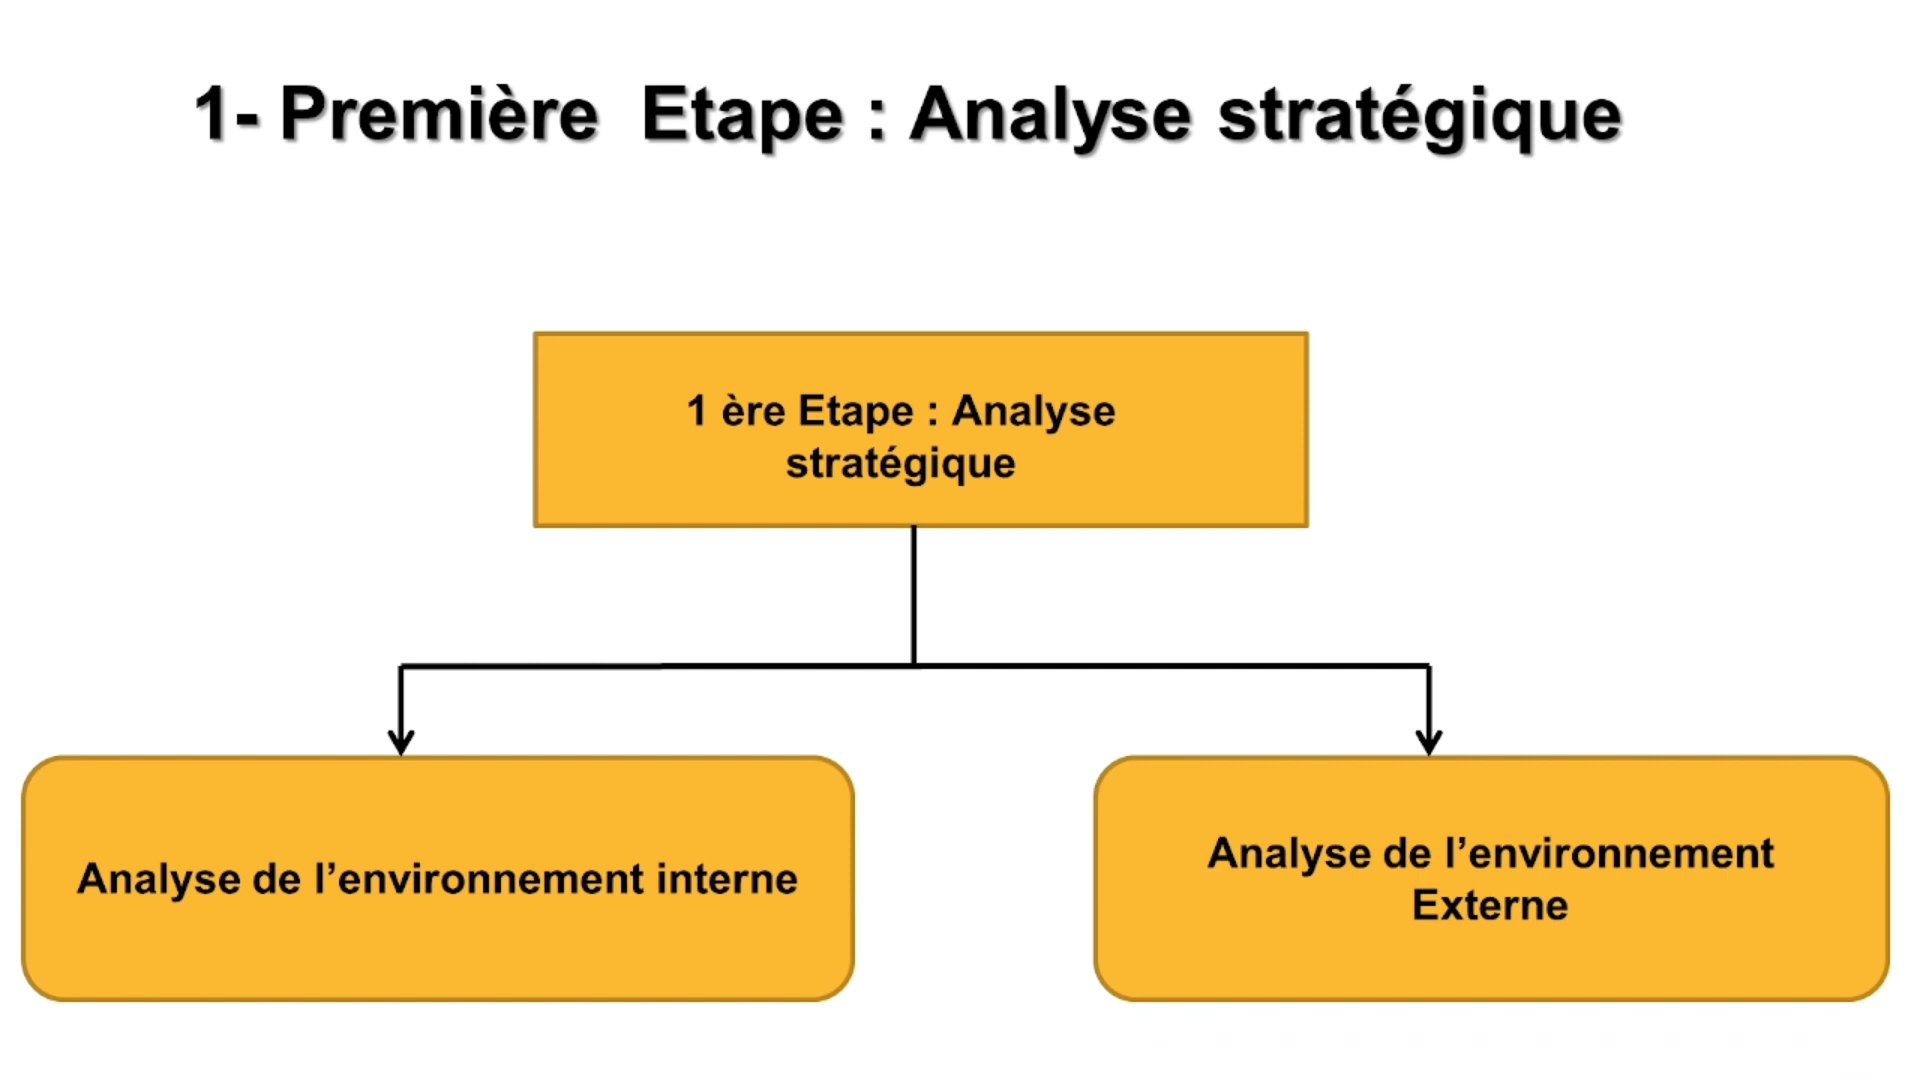 1- Première Etape : Analyse stratégique
1 ère Etape : Analyse
stratégique
Analyse de l’environnement interne
Analyse de l’environnement
Externe